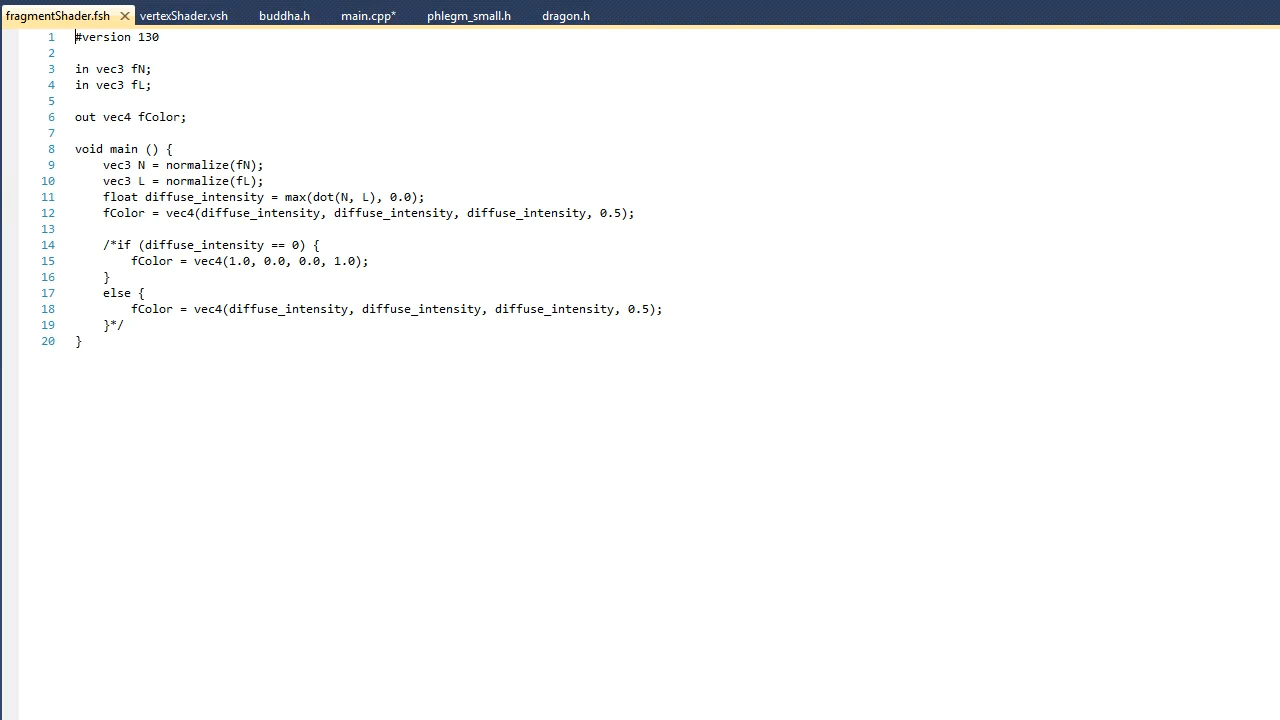 fragmentShader.fsh vertexShader.vsh buddha.h main.cpp* phlegm_small.h dragon.h
1 #version 130
2
3 in vec3 fN;
4 in vec3 fL;
5
6 out vec4 fColor;
7
8 void main () {
9 vec3 N = normalize(fN);
10 vec3 L = normalize(fL);
11 float diffuse_intensity = max(dot(N, L), 0.0);
12 fColor = vec4(diffuse_intensity, diffuse_intensity, diffuse_intensity, 0.5);
13
14 /*if (diffuse_intensity == 0) {
15 fColor = vec4(1.0, 0.0, 0.0, 1.0);
16 }
17 else {
18 fColor = vec4(diffuse_intensity, diffuse_intensity, diffuse_intensity, 0.5);
19 }*/
20 }